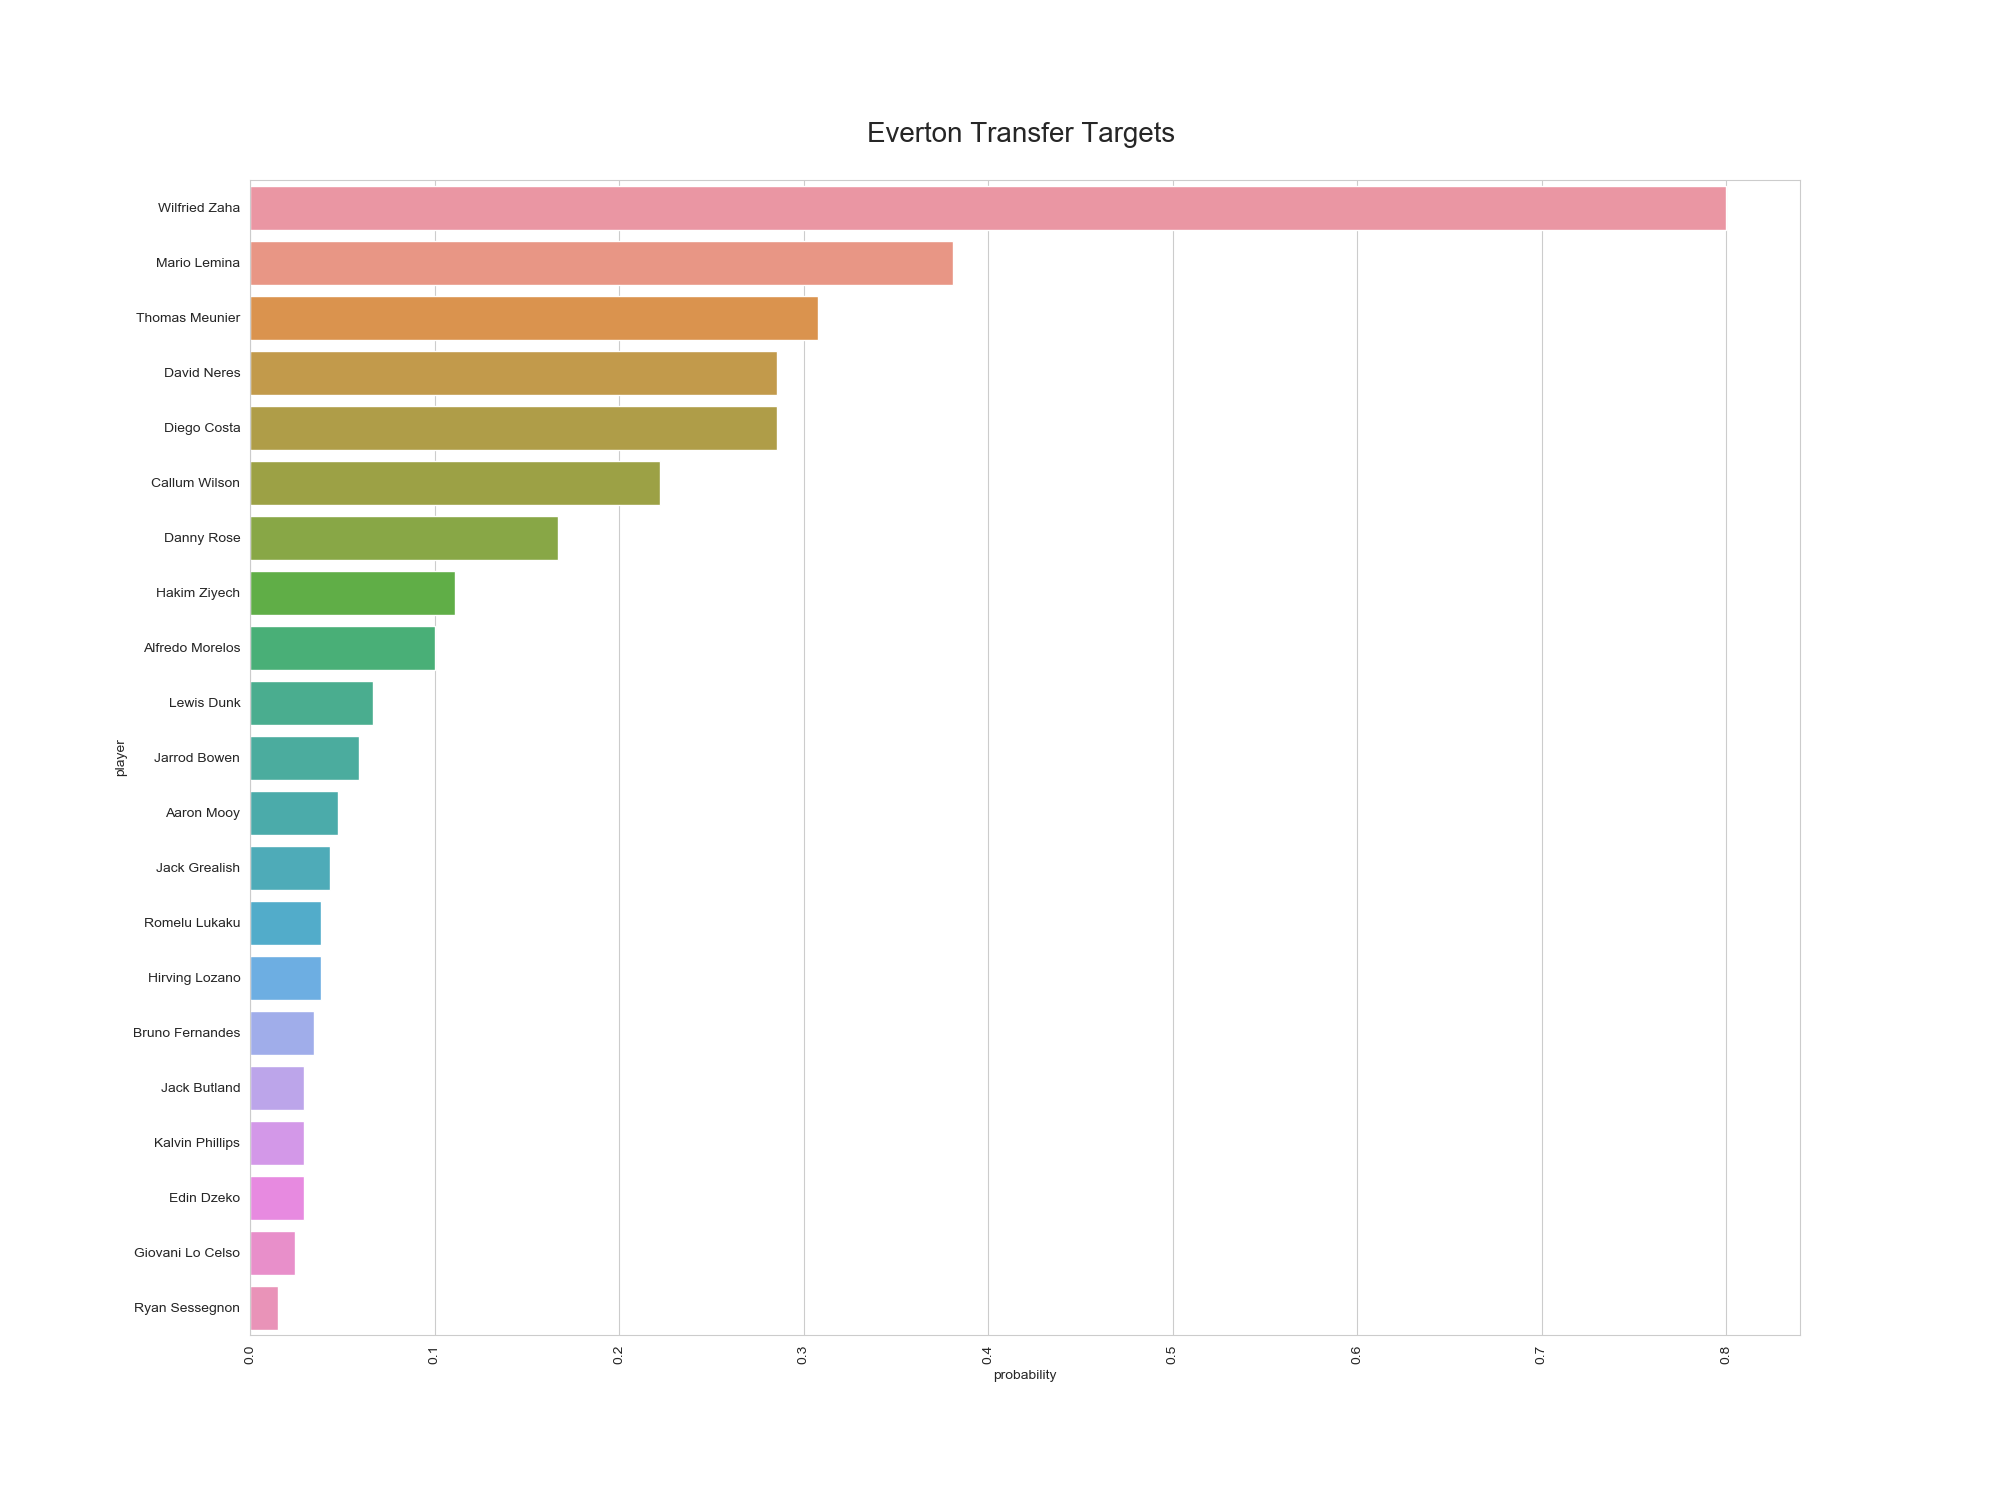 Everton Transfer Targets
Wilfried Zaha
Mario Lemina
Thomas Meunier
David Neres
Diego Costa
Callum Wilson
Danny Rose
Hakim Ziyech
Alfredo Morelos
Lewis Dunk
player
Jarrod Bowen
Aaron Mooy
Jack Grealish
Romelu Lukaku
Hirving Lozano
Bruno Fernandes
Jack Butland
Kalvin Phillips
Edin Dzeko
Giovani Lo Celso
Ryan Sessegnon
0.0 0.1 0.2 0.3 0.4 0.5 0.6 0.7 0.8
probability